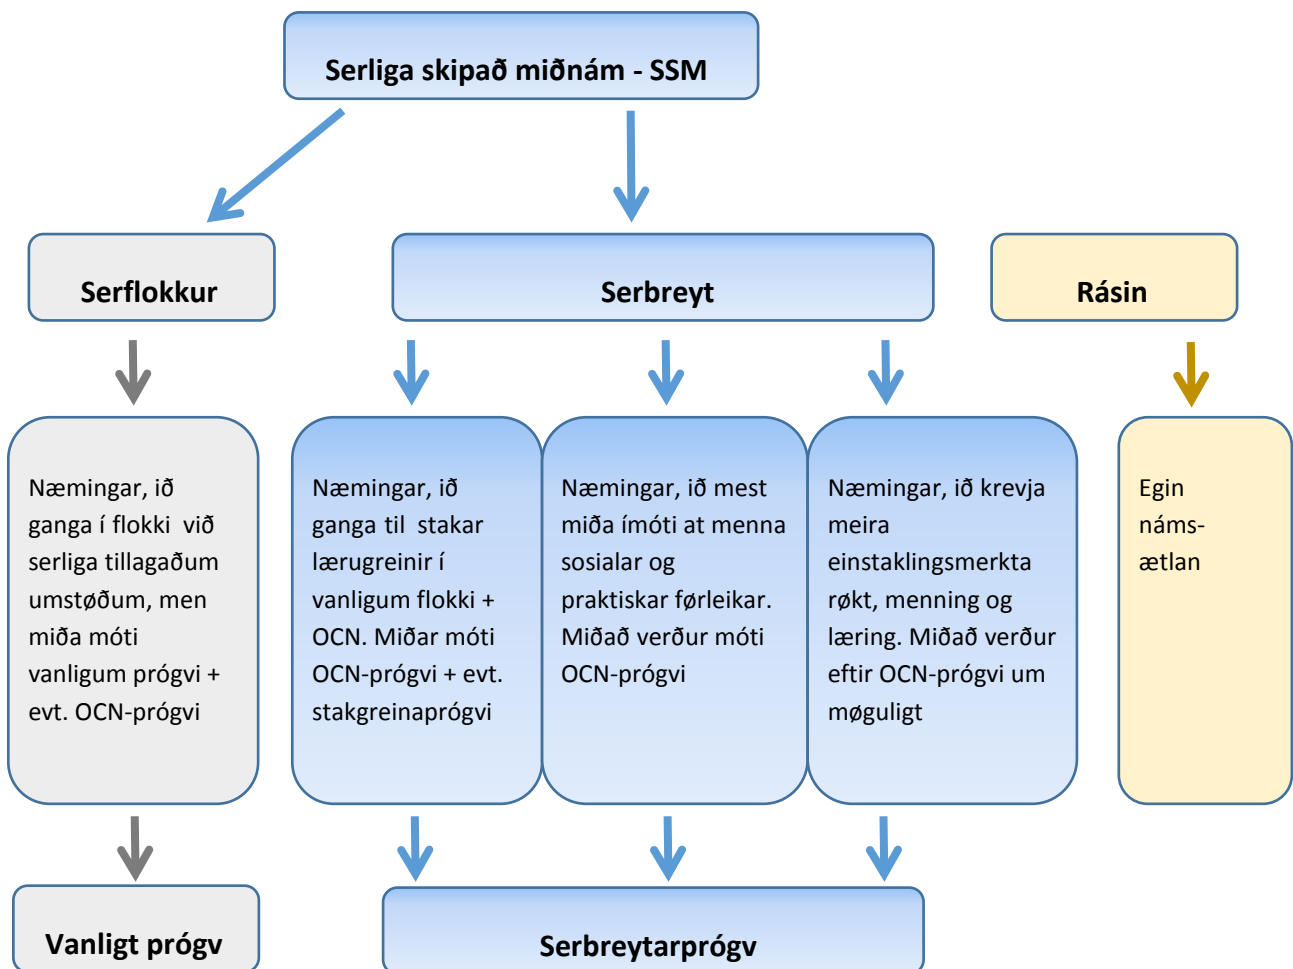 Serliga skipað miðnám - SSM
Serflokkur
Serbreyt
Rásin
Næmingar, ið
ganga í flokki við
serliga tillagaðum
umstøðum, men
miða móti
vanligum prógvi +
evt. OCN-prógvi
Næmingar, ið
ganga til stakar
lærugreinir í
vanligum flokki +
OCN. Miðar móti
OCN-prógvi + evt.
stakgreinaprógvi
Næmingar, ið mest
miða ímóti at menna
sosialar og
praktiskar førleikar.
Miðað verður móti
OCN-prógvi
Næmingar, ið krevja
meira
einstaklingsmerkta
røkt, menning og
læring. Miðað verður
eftir OCN-prógvi um
møguligt
Egin
náms-
ætlan
Vanligt prógv
Serbreytarprógv